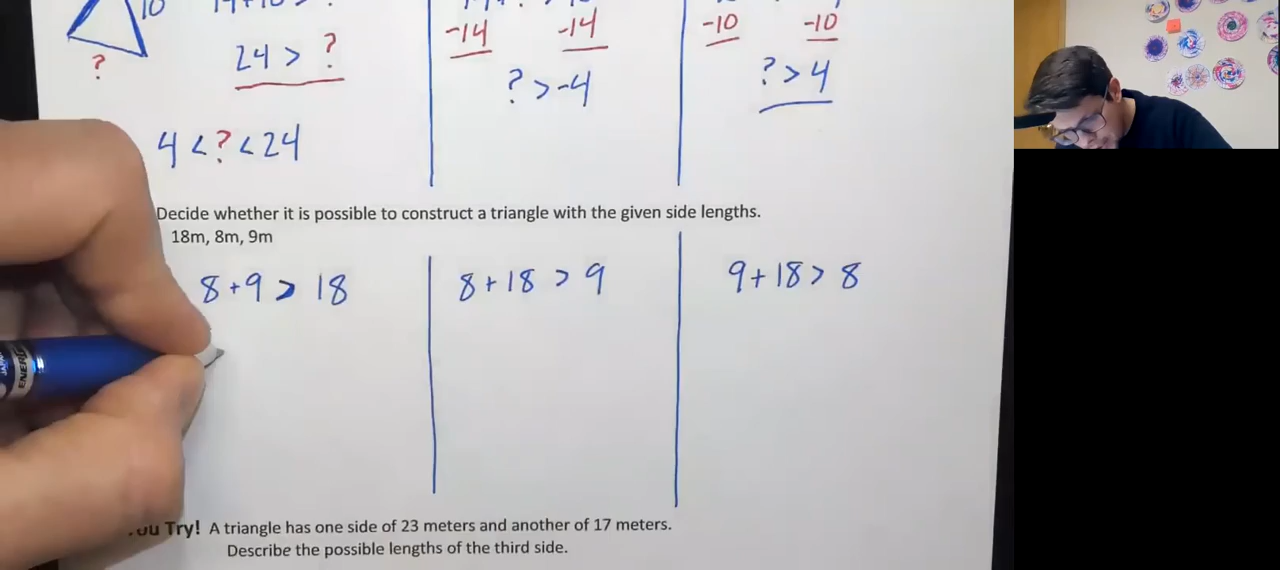 10
24 > ?
?
-14 -14
? > -4
-10 -10
? > 4
4 < ? < 24
Decide whether it is possible to construct a triangle with the given side lengths.
18m, 8m, 9m
8 + 9 > 18
8 + 18 > 9
9 + 18 > 8
ou Try! A triangle has one side of 23 meters and another of 17 meters.
Describe the possible lengths of the third side.